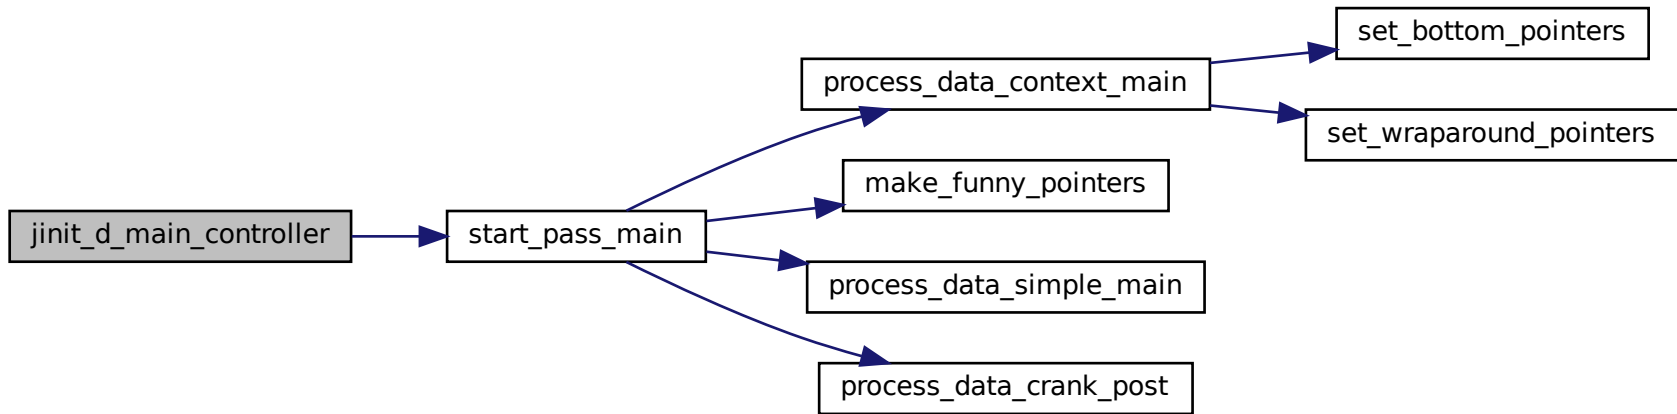 set_bottom_pointers
process_data_context_main
set_wraparound_pointers
make_funny_pointers
jinit_d_main_controller
start_pass_main
process_data_simple_main
process_data_crank_post